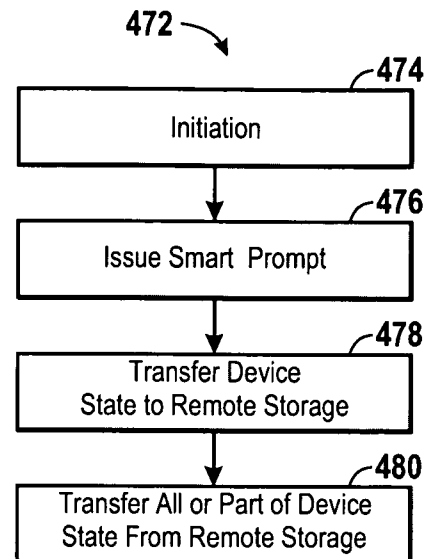 472
474
Initiation
476
Issue Smart Prompt
478
Transfer Device
State to Remote Storage
480
Transfer All or Part of Device
State From Remote Storage